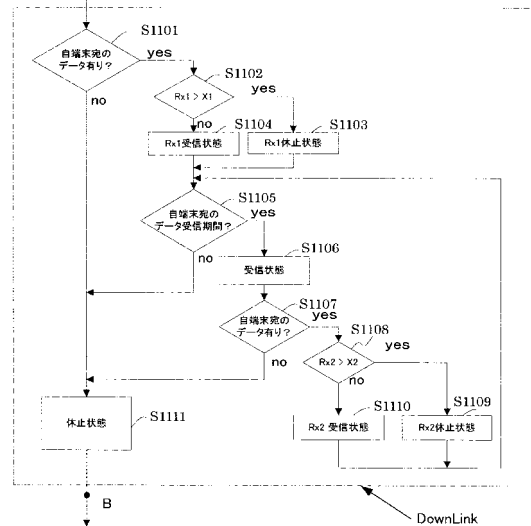 S1101
自端末宛の
データ有り？
yes
no
S1102
Rx1 > X1
yes
no
S1104
Rx1受信状態
S1103
Rx1休止状態
S1105
自端末宛の
データ受信期間？
yes
no
S1106
受信状態
S1107
自端末宛の
データ有り？
yes
no
S1108
Rx2 > X2
yes
no
S1110
Rx2 受信状態
S1109
Rx2休止状態
S1111
休止状態
B
DownLink